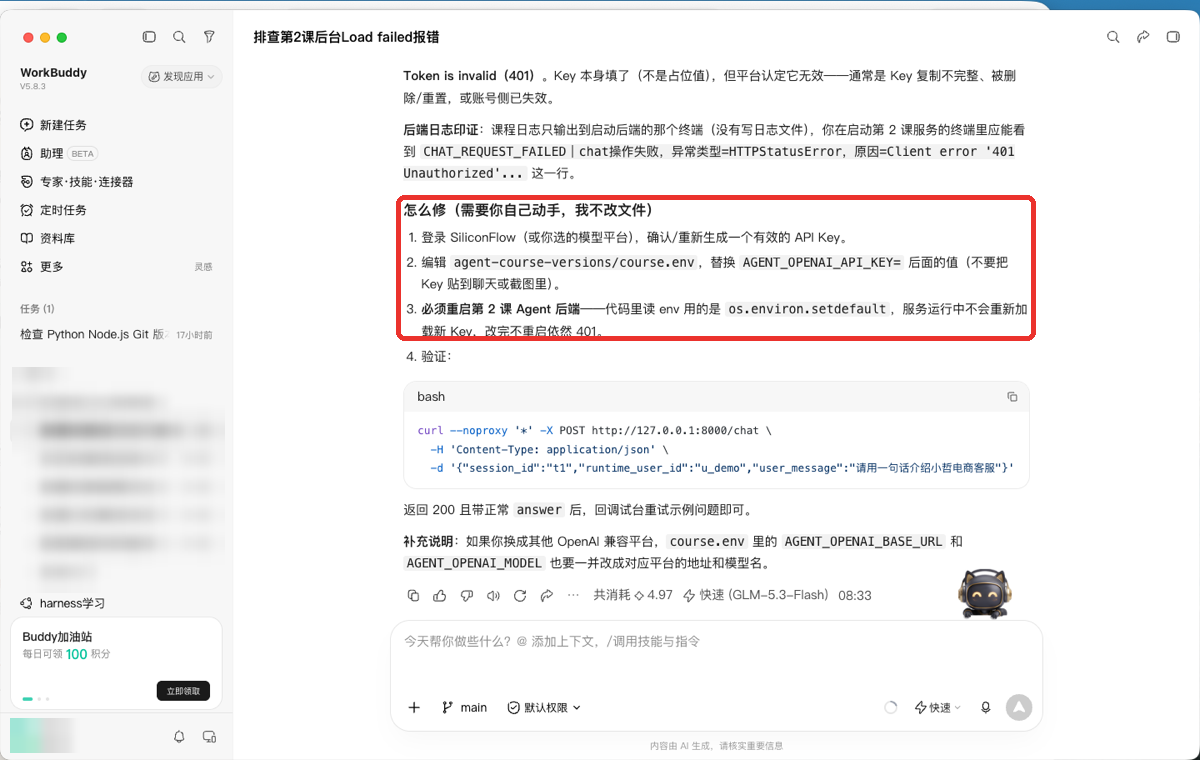 WorkBuddy
V5.8.3
发现应用
新建任务
助理 BETA
专家·技能·连接器
定时任务
资料库
更多 灵感
任务 (1)
检查 Python Node.js Git 版 17小时前
harness学习
Buddy加油站
每日可领 100 积分
立即领取
排查第2课后台Load failed报错
Token is invalid（401）。Key 本身填了（不是占位值），但平台认定它无效——通常是 Key 复制不完整、被删
除/重置，或账号侧已失效。
后端日志印证：课程日志只输出到启动后端的那个终端（没有写日志文件），你在启动第 2 课服务的终端里应能看
到 CHAT_REQUEST_FAILED｜chat操作失败，异常类型=HTTPStatusError，原因=Client error '401
Unauthorized'... 这一行。
怎么修（需要你自己动手，我不改文件）
1. 登录 SiliconFlow（或你选的模型平台），确认/重新生成一个有效的 API Key。
2. 编辑 agent-course-versions/course.env，替换 AGENT_OPENAI_API_KEY= 后面的值（不要把
Key 贴到聊天或截图里）。
3. 必须重启第 2 课 Agent 后端——代码里读 env 用的是 os.environ.setdefault，服务运行中不会重新加
载新 Key，改完不重启依然 401。
4. 验证：
bash
curl --noproxy '*' -X POST http://127.0.0.1:8000/chat \
-H 'Content-Type: application/json' \
-d '{"session_id":"t1","runtime_user_id":"u_demo","user_message":"请用一句话介绍小哲电商客服"}'
返回 200 且带正常 answer 后，回调试台重试示例问题即可。
补充说明：如果你换成其他 OpenAI 兼容平台，course.env 里的 AGENT_OPENAI_BASE_URL 和
AGENT_OPENAI_MODEL 也要一并改成对应平台的地址和模型名。
··· 共消耗 4.97 快速 (GLM-5.3-Flash) 08:33
今天帮你做些什么？@ 添加上下文，/调用技能与指令
main 默认权限 快速
内容由 AI 生成，请核实重要信息